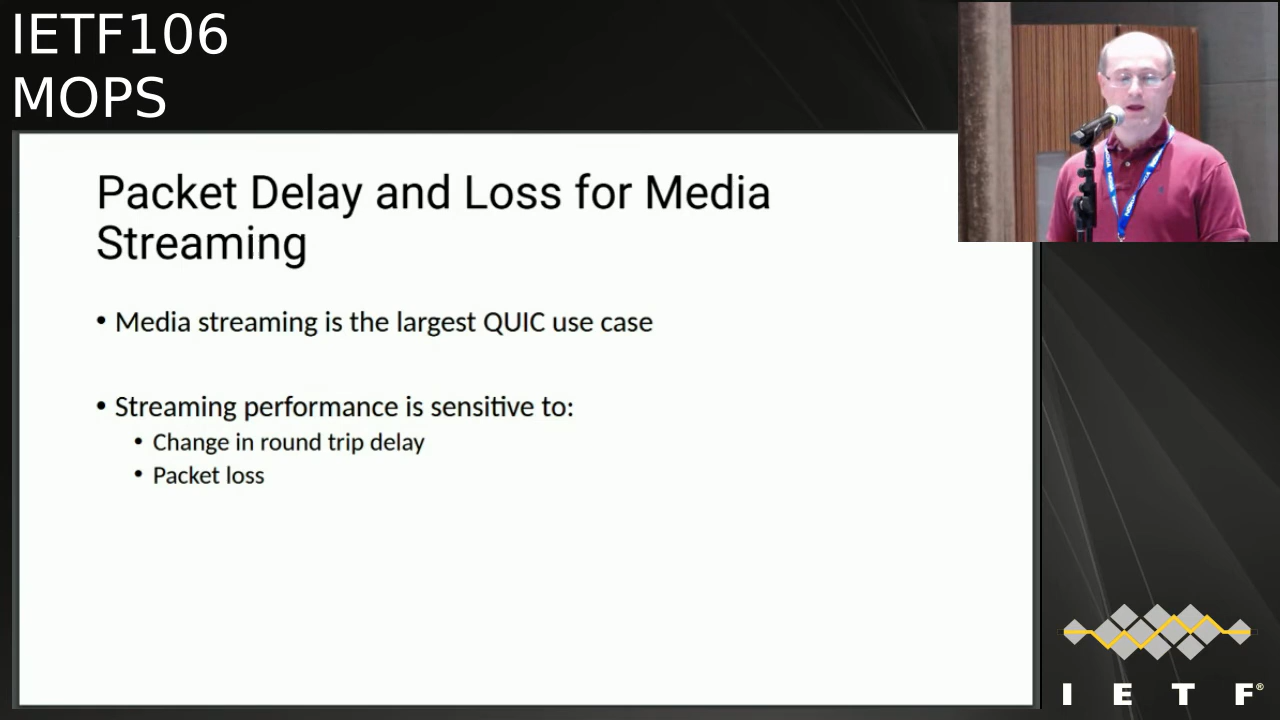 IETF106
MOPS
Packet Delay and Loss for Media
Streaming
• Media streaming is the largest QUIC use case
• Streaming performance is sensitive to:
• Change in round trip delay
• Packet loss
I E T F®